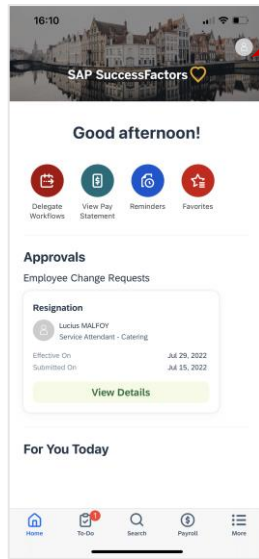 16:10
SAP SuccessFactors
Good afternoon!
Delegate Workflows
View Pay Statement
Reminders
Favorites
Approvals
Employee Change Requests
Resignation
Lucius MALFOY
Service Attendant - Catering
Effective On Jul 29, 2022
Submitted On Jul 15, 2022
View Details
For You Today
1
Home
To-Do
Search
Payroll
More